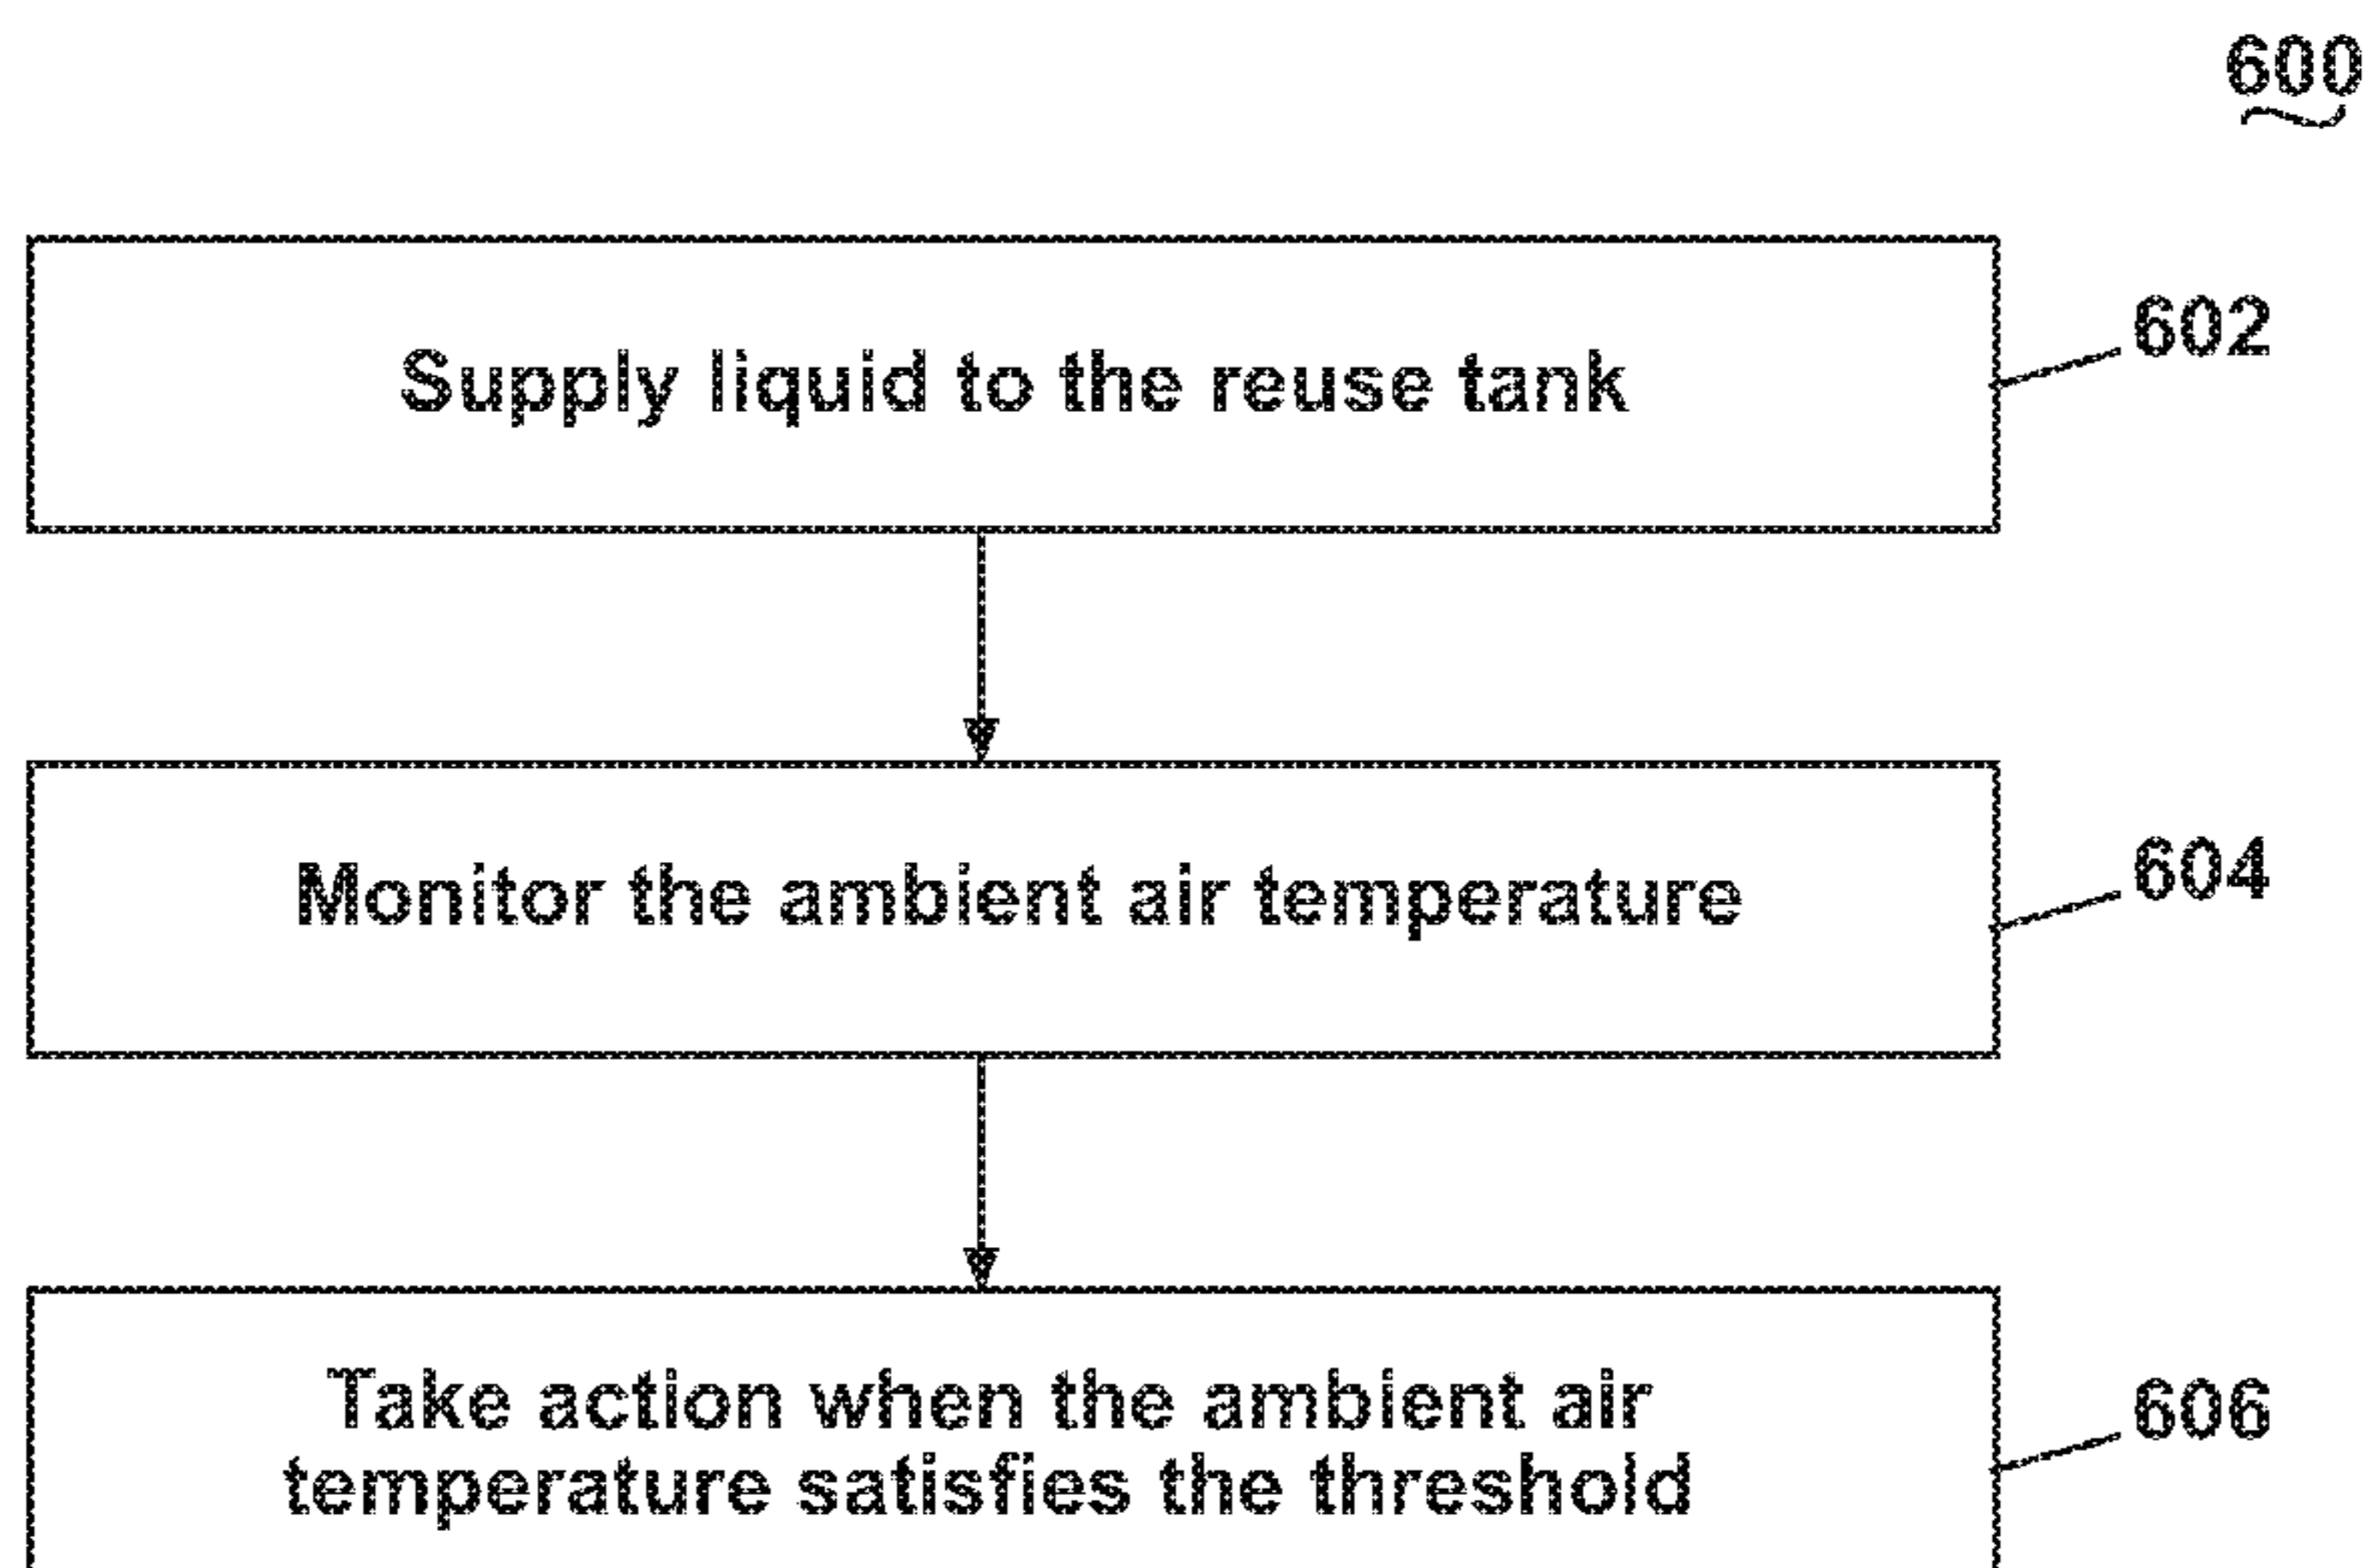 600
Supply liquid to the reuse tank
602
Monitor the ambient air temperature
604
Take action when the ambient air
temperature satisfies the threshold
606